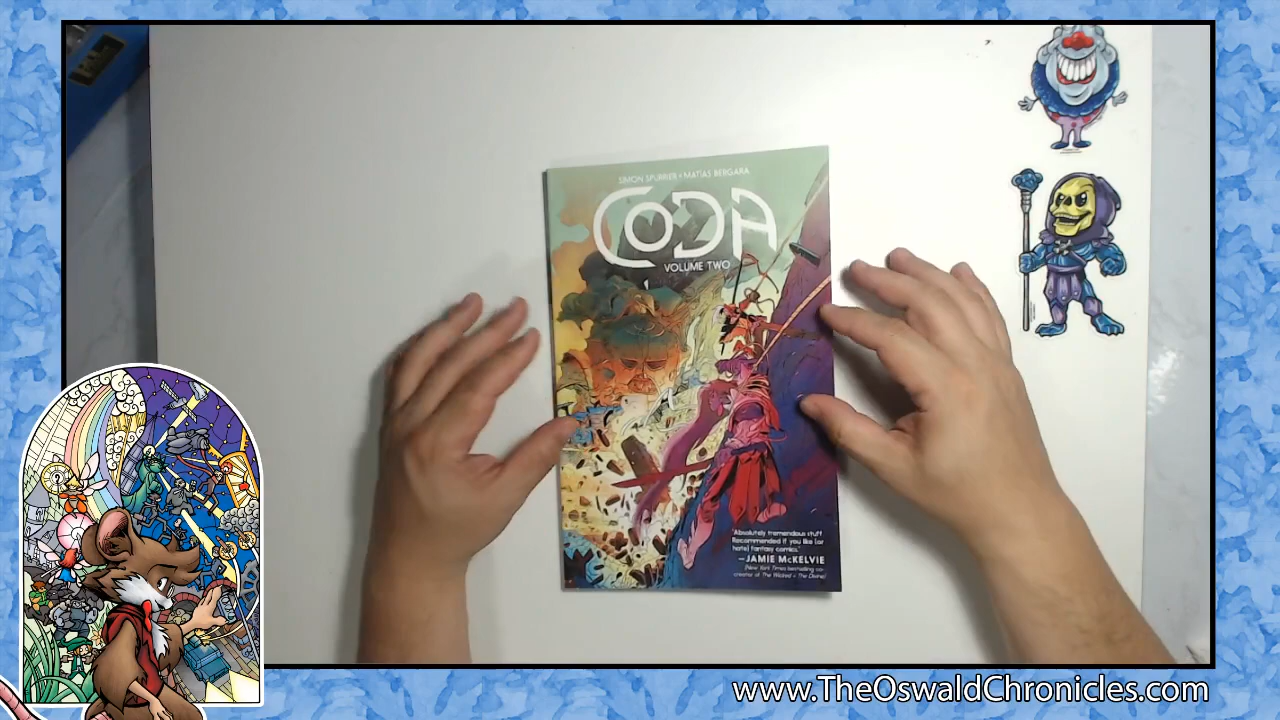 SIMON SPURRIER • MATÍAS BERGARA
CODA
VOLUME TWO
"Absolutely tremendous stuff.
Recommended if you like (or
hate) fantasy comics."
—JAMIE McKELVIE
(New York Times bestselling co-
creator of The Wicked + The Divine)
www.TheOswaldChronicles.com